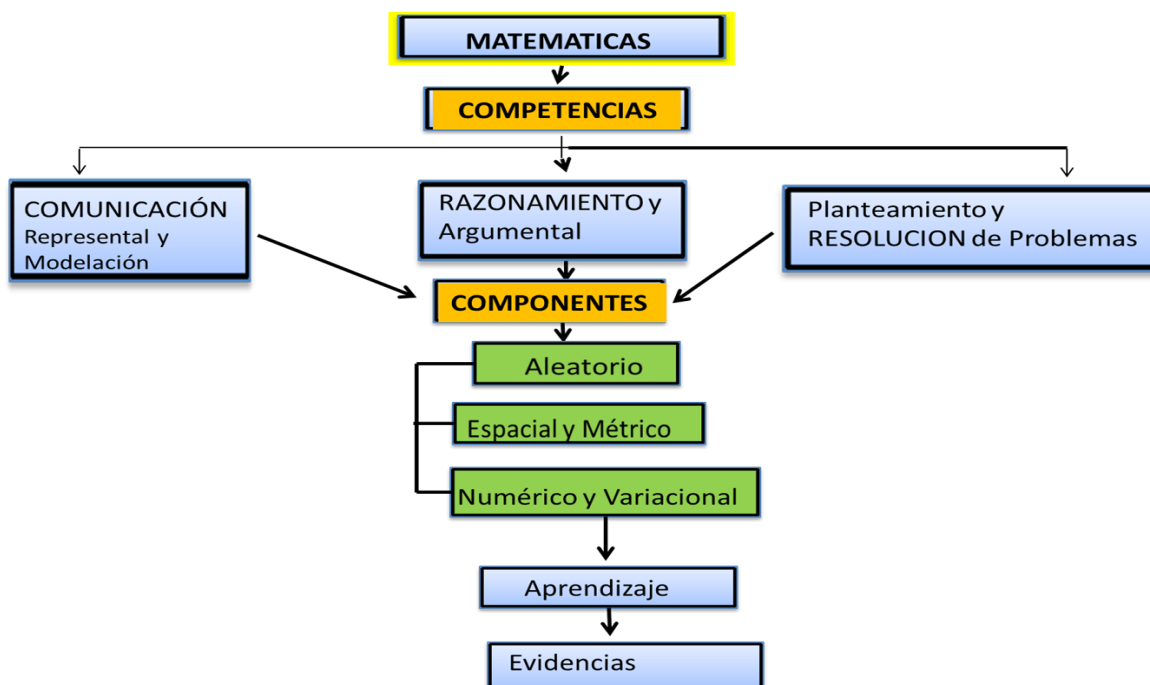 MATEMATICAS
COMPETENCIAS
COMUNICACIÓN
Represental y
Modelación
RAZONAMIENTO y
Argumental
Planteamiento y
RESOLUCION de Problemas
COMPONENTES
Aleatorio
Espacial y Métrico
Numérico y Variacional
Aprendizaje
Evidencias